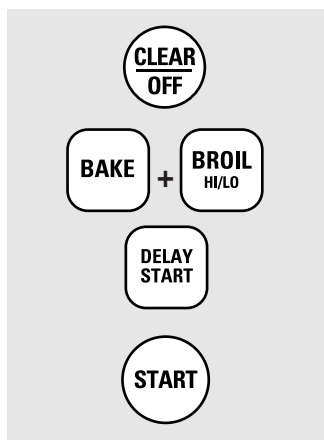 CLEAR
OFF
BAKE + BROIL
HI/LO
DELAY
START
START